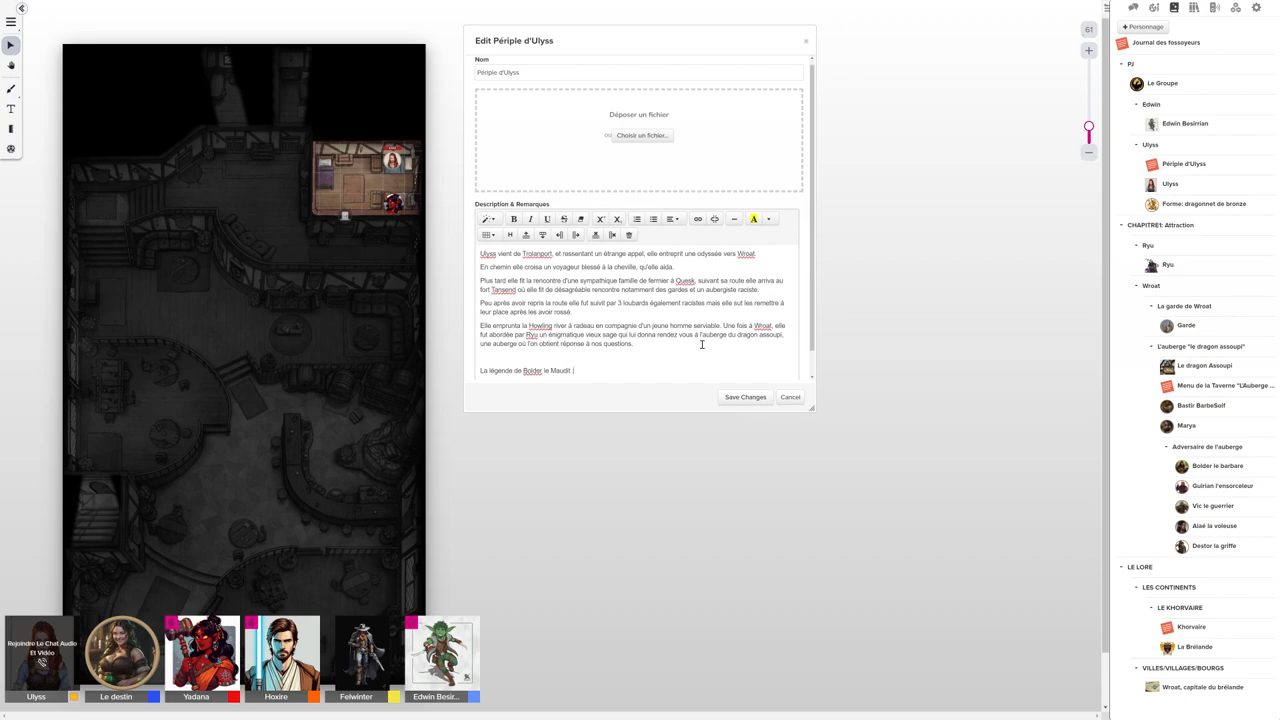 61
Edit Périple d'Ulyss
×
Nom
Périple d'Ulyss
Déposer un fichier
ou Choisir un fichier...
Description & Remarques
B I U S X' X, A
H
Ulyss vient de Trolanport, et ressentant un étrange appel, elle entreprit une odyssée vers Wroat.
En chemin elle croisa un voyageur blessé à la cheville, qu'elle aida.
Plus tard elle fit la rencontre d'une sympathique famille de fermier à Quesk, suivant sa route elle arriva au
fort Tansend où elle fit de désagréable rencontre notamment des gardes et un aubergiste raciste.
Peu après avoir repris la route elle fut suivit par 3 loubards également racistes mais elle sut les remettre à
leur place après les avoir rossé.
Elle emprunta la Howling river à radeau en compagnie d'un jeune homme serviable. Une fois à Wroat, elle
fut abordée par Ryu un énigmatique vieux sage qui lui donna rendez vous à l'auberge du dragon assoupi,
une auberge où l'on obtient réponse à nos questions.
La légende de Bolder le Maudit
Save Changes
Cancel
Rejoindre Le Chat Audio
Et Vidéo
Ulyss
Le destin
Yadana
Hoxire
Felwinter
Edwin Besir...
+ Personnage
Journal des fossoyeurs
PJ
Le Groupe
Edwin
Edwin Besirrian
Ulyss
Périple d'Ulyss
Ulyss
Forme: dragonnet de bronze
CHAPITRE1: Attraction
Ryu
Ryu
Wroat
La garde de Wroat
Garde
L'auberge "le dragon assoupi"
Le dragon Assoupi
Menu de la Taverne "L'Auberge ...
Bastir BarbeSoif
Marya
Adversaire de l'auberge
Bolder le barbare
Guirlan l'ensorceleur
Vic le guerrier
Alaé la voleuse
Destor la griffe
LE LORE
LES CONTINENTS
LE KHORVAIRE
Khorvaire
La Brélande
VILLES/VILLAGES/BOURGS
Wroat, capitale du brélande